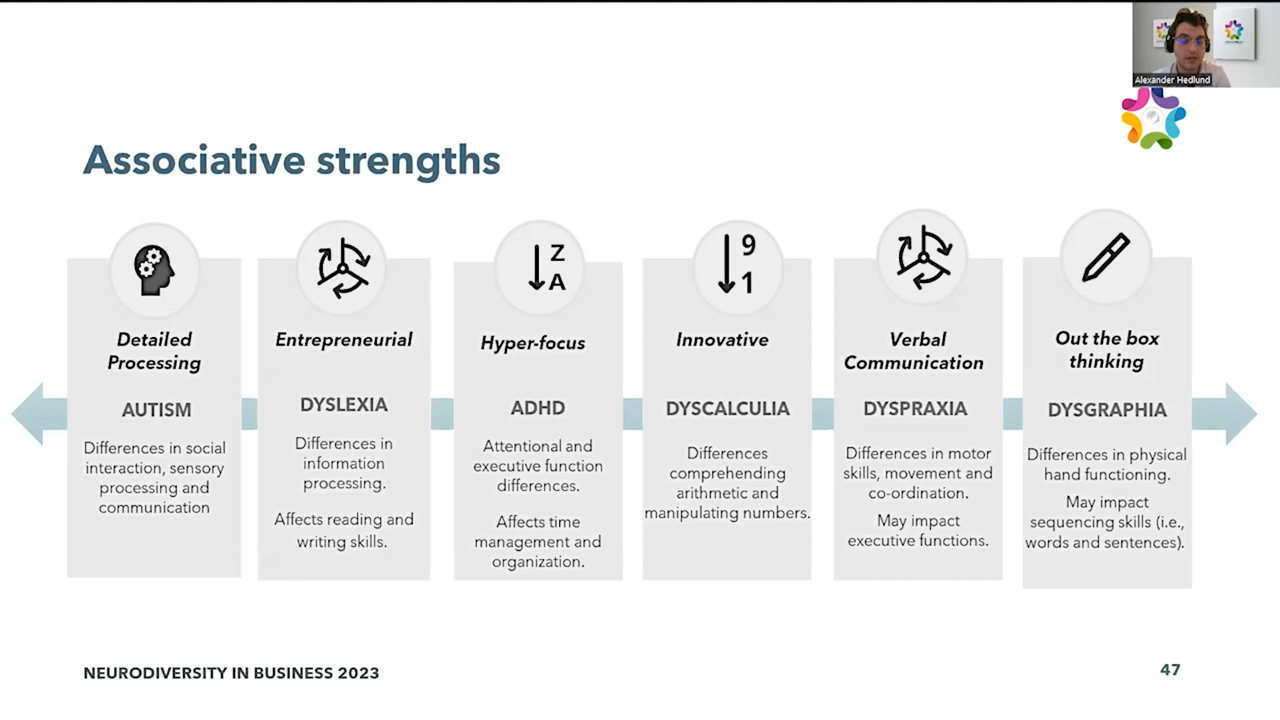 Alexander Hedlund
Associative strengths
Z
A
9
1
Detailed
Processing
AUTISM
Differences in social
interaction, sensory
processing and
communication
Entrepreneurial
DYSLEXIA
Differences in
information
processing.
Affects reading and
writing skills.
Hyper-focus
ADHD
Attentional and
executive function
differences.
Affects time
management and
organization.
Innovative
DYSCALCULIA
Differences
comprehending
arithmetic and
manipulating numbers.
Verbal
Communication
DYSPRAXIA
Differences in motor
skills, movement and
co-ordination.
May impact
executive functions.
Out the box
thinking
DYSGRAPHIA
Differences in physical
hand functioning.
May impact
sequencing skills (i.e.,
words and sentences).
NEURODIVERSITY IN BUSINESS 2023
47